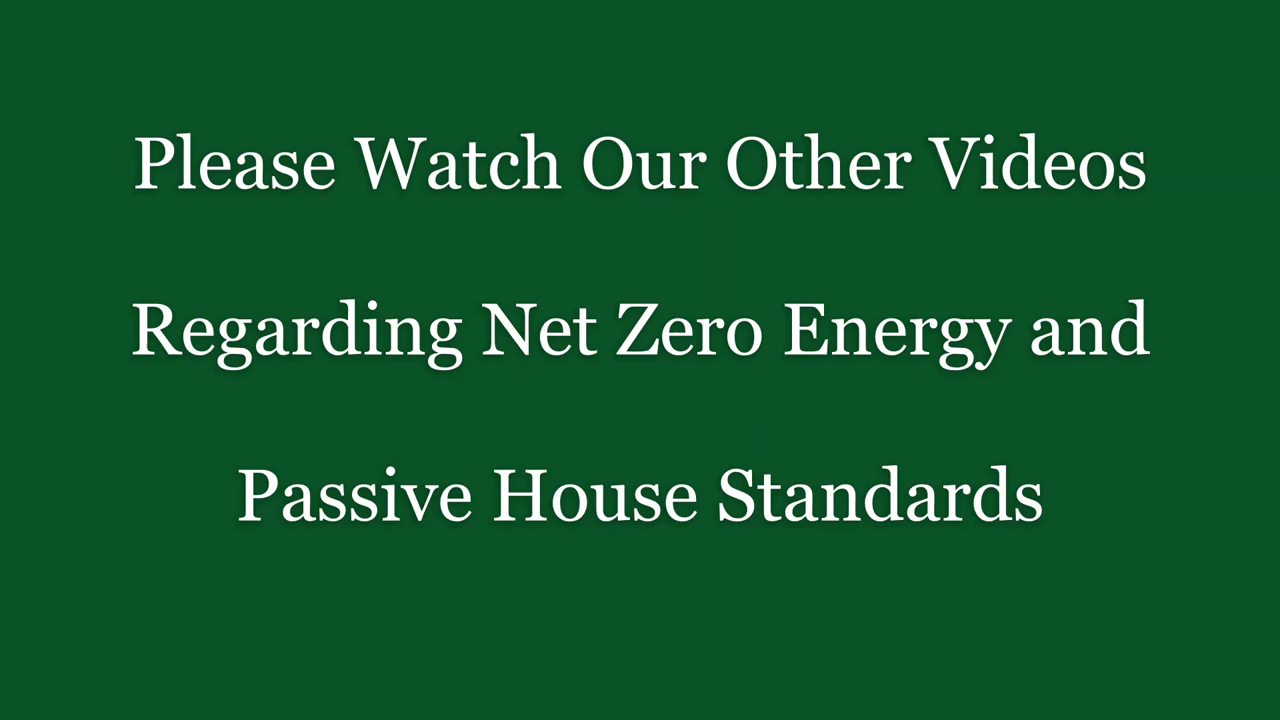 Please Watch Our Other Videos
Regarding Net Zero Energy and
Passive House Standards